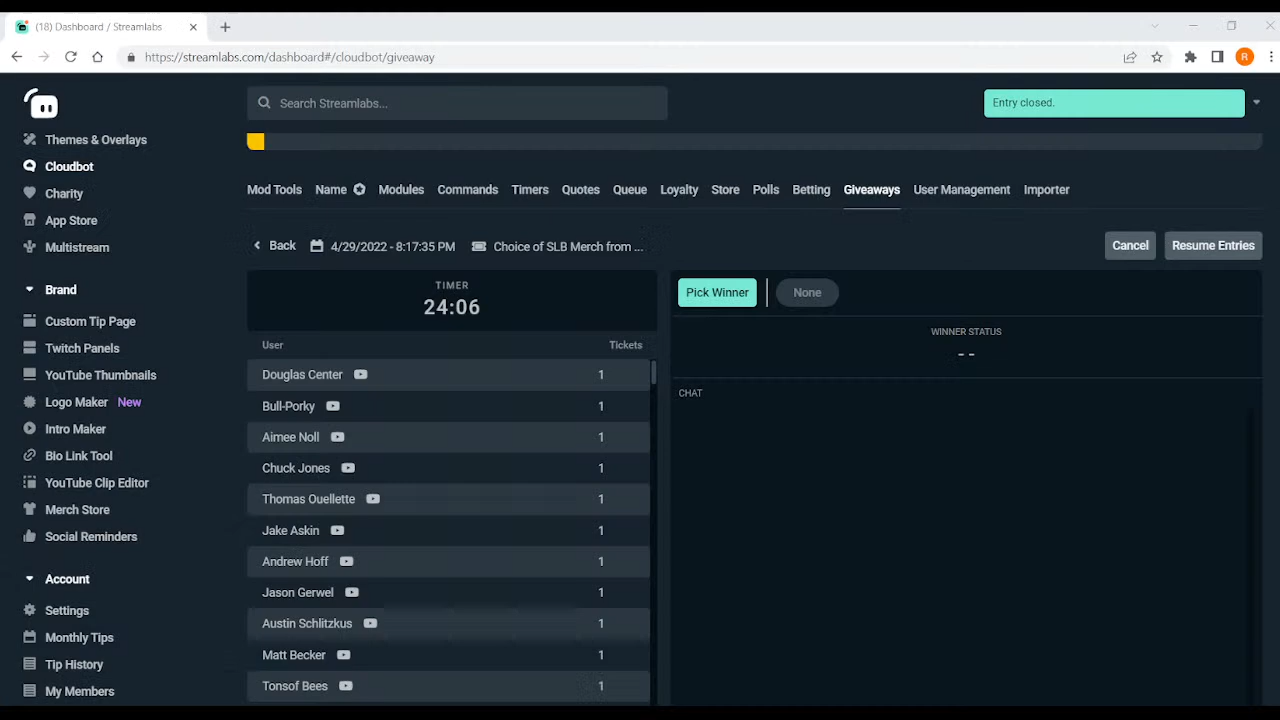 (18) Dashboard / Streamlabs
https://streamlabs.com/dashboard#/cloudbot/giveaway
R
Search Streamlabs...
Entry closed.
Themes & Overlays
Cloudbot
Charity
App Store
Multistream
Brand
Custom Tip Page
Twitch Panels
YouTube Thumbnails
Logo Maker New
Intro Maker
Bio Link Tool
YouTube Clip Editor
Merch Store
Social Reminders
Account
Settings
Monthly Tips
Tip History
My Members
Mod Tools Name Modules Commands Timers Quotes Queue Loyalty Store Polls Betting Giveaways User Management Importer
Back 4/29/2022 - 8:17:35 PM Choice of SLB Merch from ... Cancel Resume Entries
TIMER
24:06
User Tickets
Douglas Center 1
Bull-Porky 1
Aimee Noll 1
Chuck Jones 1
Thomas Ouellette 1
Jake Askin 1
Andrew Hoff 1
Jason Gerwel 1
Austin Schlitzkus 1
Matt Becker 1
Tonsof Bees 1
Pick Winner None
WINNER STATUS
--
CHAT